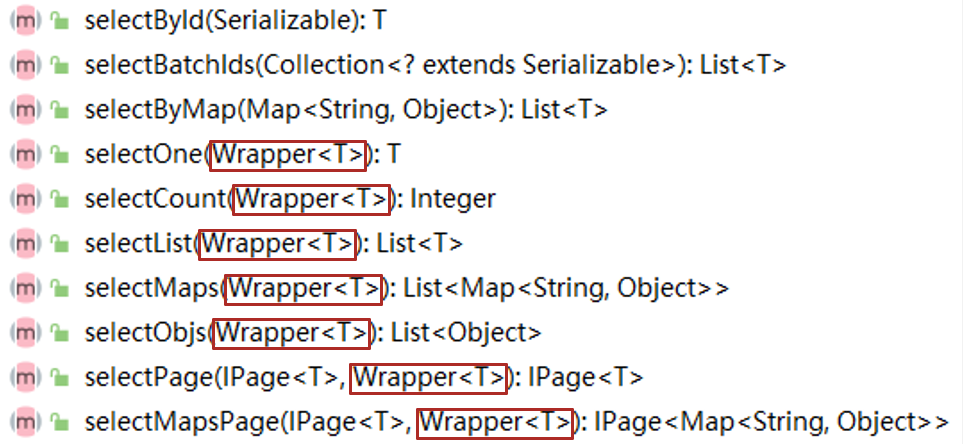 m selectById(Serializable): T
m selectBatchIds(Collection<? extends Serializable>): List<T>
m selectByMap(Map<String, Object>): List<T>
m selectOne(Wrapper<T>): T
m selectCount(Wrapper<T>): Integer
m selectList(Wrapper<T>): List<T>
m selectMaps(Wrapper<T>): List<Map<String, Object>>
m selectObjs(Wrapper<T>): List<Object>
m selectPage(IPage<T>, Wrapper<T>): IPage<T>
m selectMapsPage(IPage<T>, Wrapper<T>): IPage<Map<String, Object>>